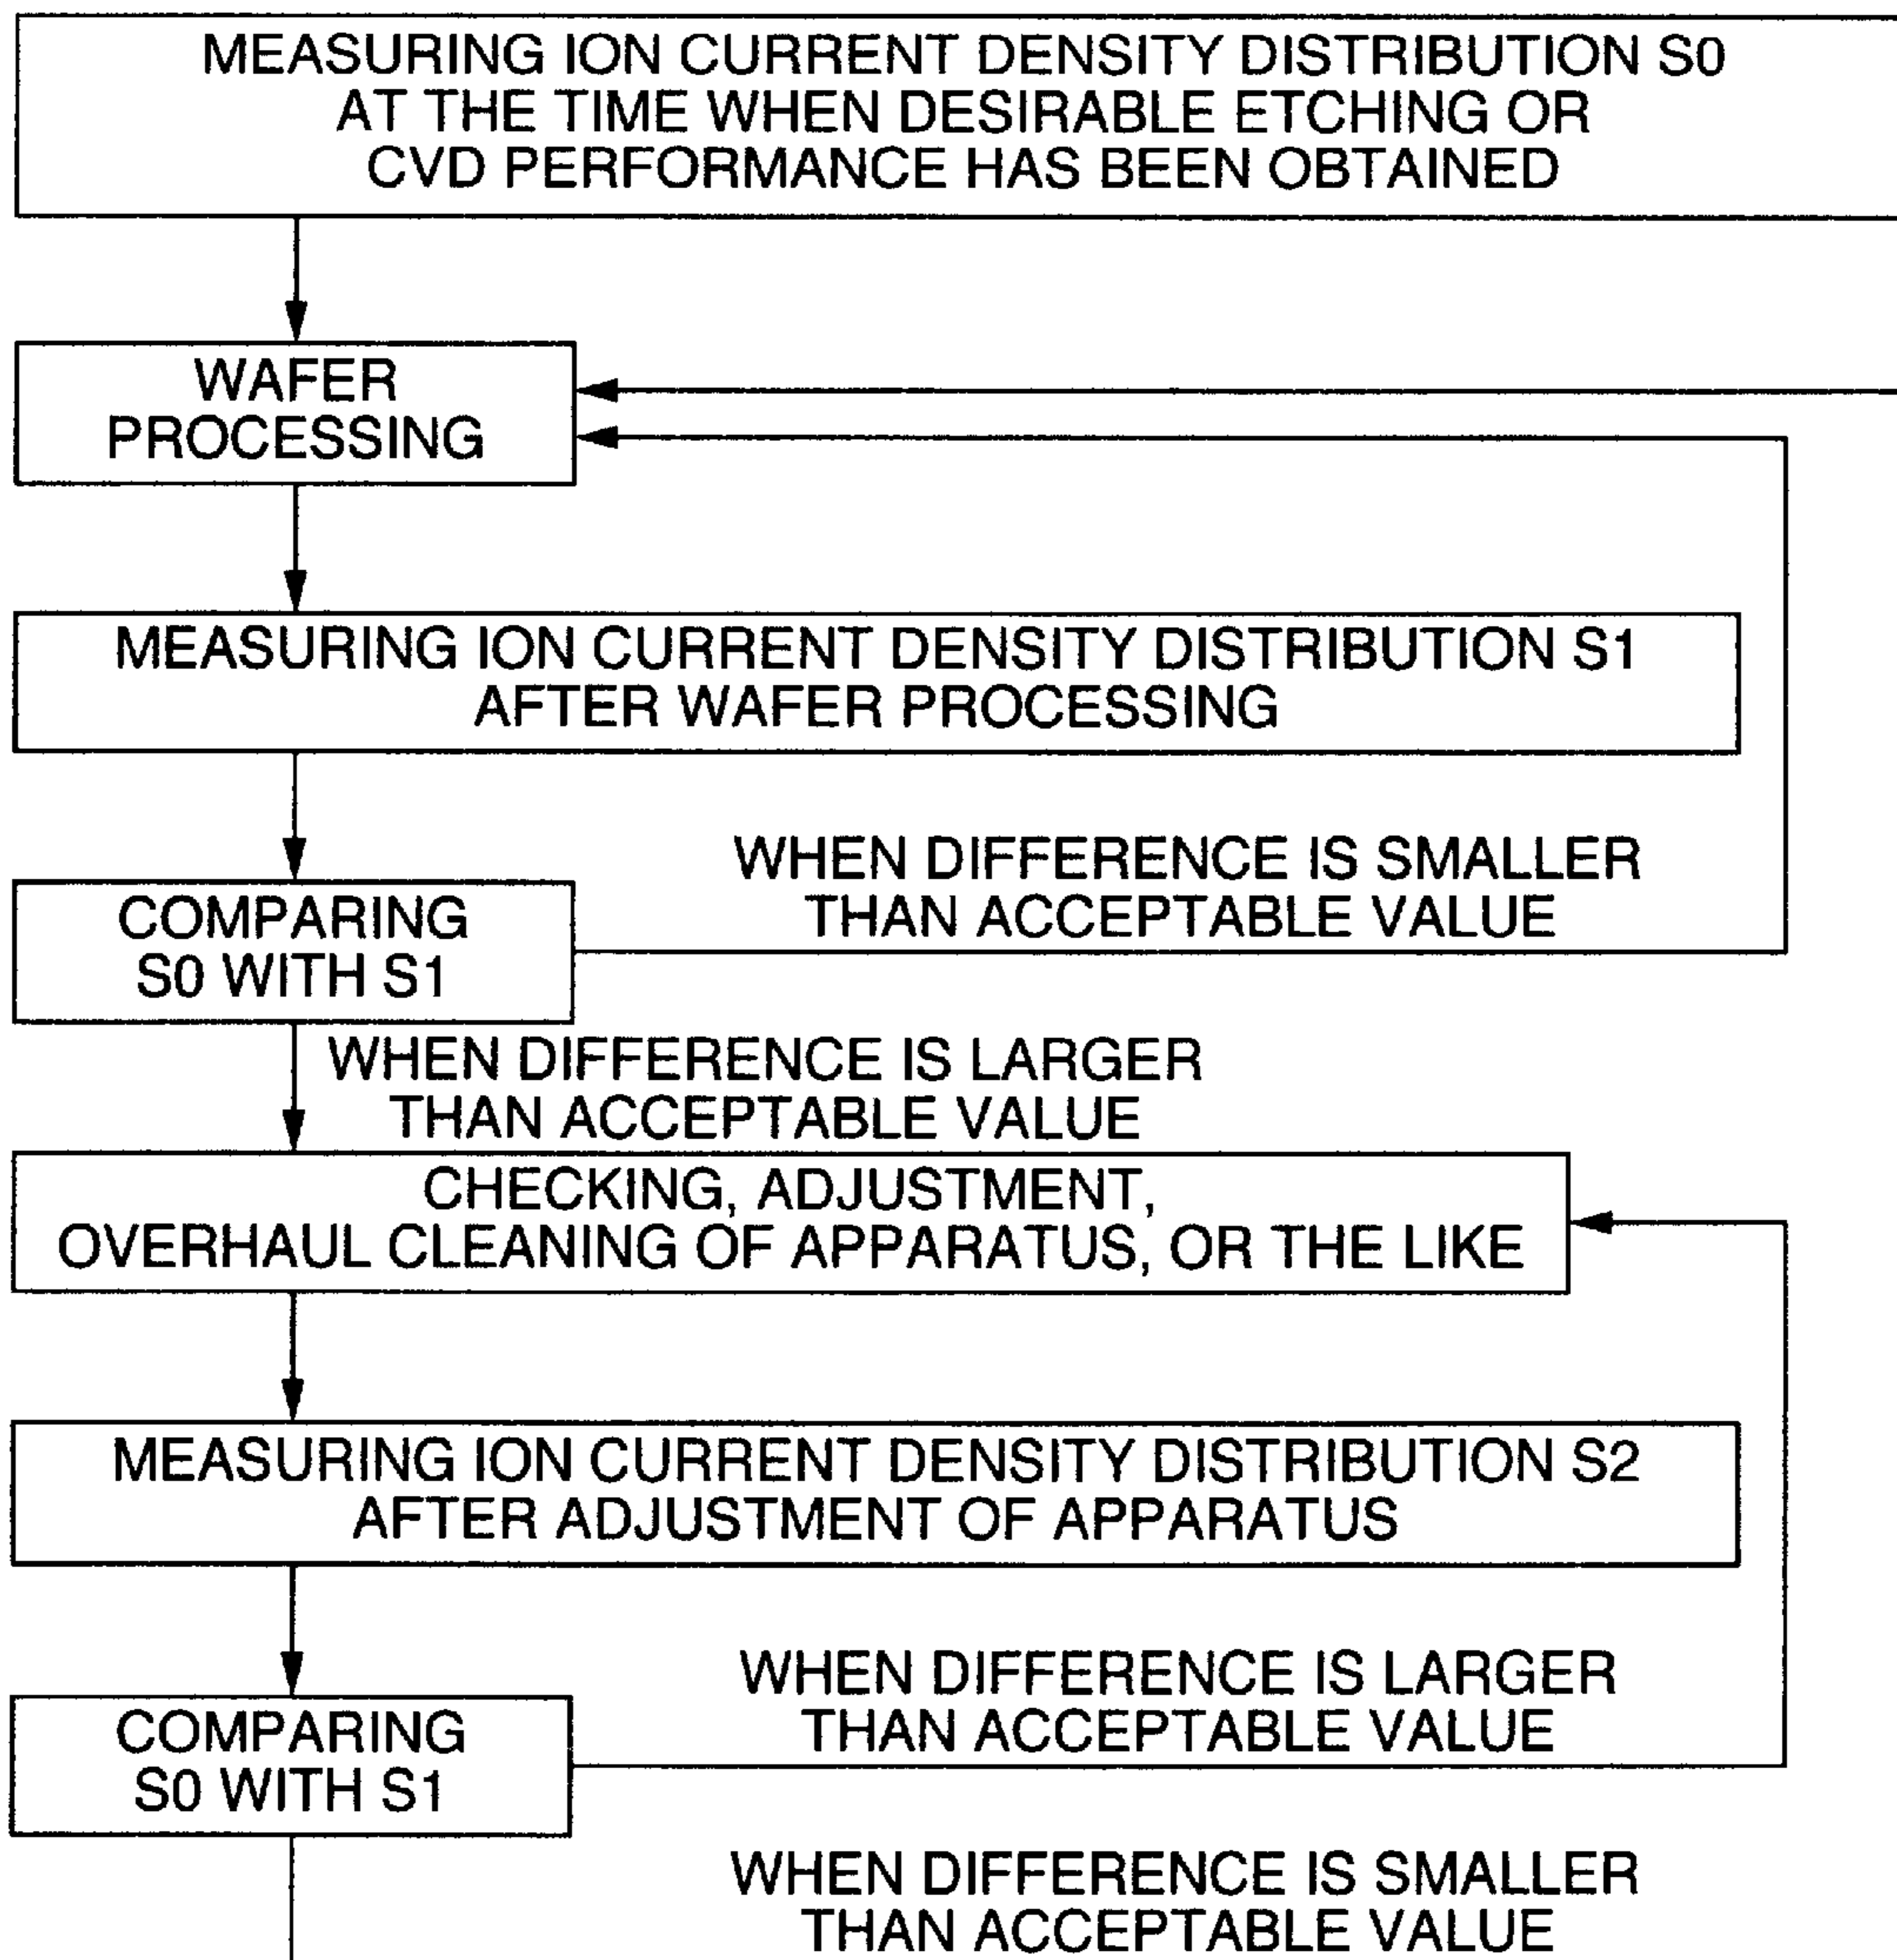 MEASURING ION CURRENT DENSITY DISTRIBUTION S0
AT THE TIME WHEN DESIRABLE ETCHING OR
CVD PERFORMANCE HAS BEEN OBTAINED
WAFER
PROCESSING
MEASURING ION CURRENT DENSITY DISTRIBUTION S1
AFTER WAFER PROCESSING
WHEN DIFFERENCE IS SMALLER
THAN ACCEPTABLE VALUE
COMPARING
S0 WITH S1
WHEN DIFFERENCE IS LARGER
THAN ACCEPTABLE VALUE
CHECKING, ADJUSTMENT,
OVERHAUL CLEANING OF APPARATUS, OR THE LIKE
MEASURING ION CURRENT DENSITY DISTRIBUTION S2
AFTER ADJUSTMENT OF APPARATUS
WHEN DIFFERENCE IS LARGER
THAN ACCEPTABLE VALUE
COMPARING
S0 WITH S1
WHEN DIFFERENCE IS SMALLER
THAN ACCEPTABLE VALUE